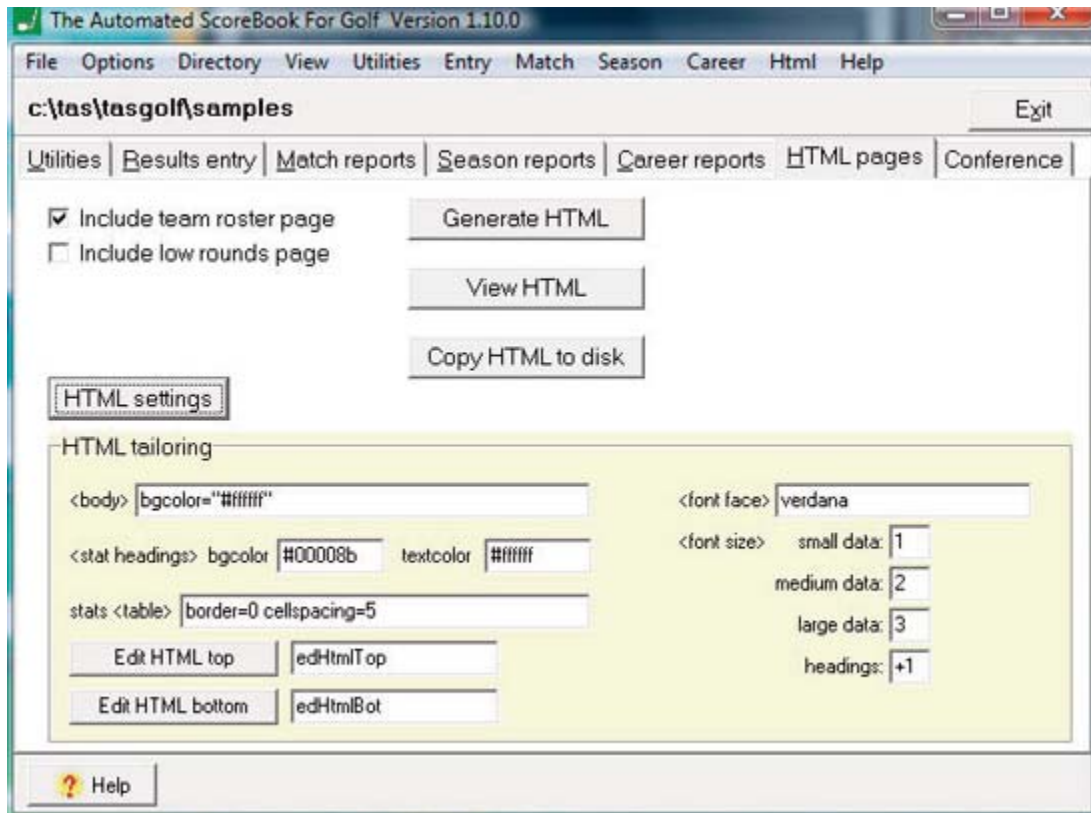 The Automated ScoreBook For Golf Version 1.10.0
File Options Directory View Utilities Entry Match Season Career Html Help
c:\tas\tasgolf\samples
Exit
Utilities Results entry Match reports Season reports Career reports HTML pages Conference
Include team roster page
Generate HTML
Include low rounds page
View HTML
Copy HTML to disk
HTML settings
HTML tailoring
<body> bgcolor="#ffffff" <font face> verdana
<stat headings> bgcolor #00008b textcolor #ffffff <font size> small data: 1
medium data: 2
stats <table> border=0 cellspacing=5
large data: 3
Edit HTML top edHtmlTop
headings: +1
Edit HTML bottom edHtmlBot
? Help